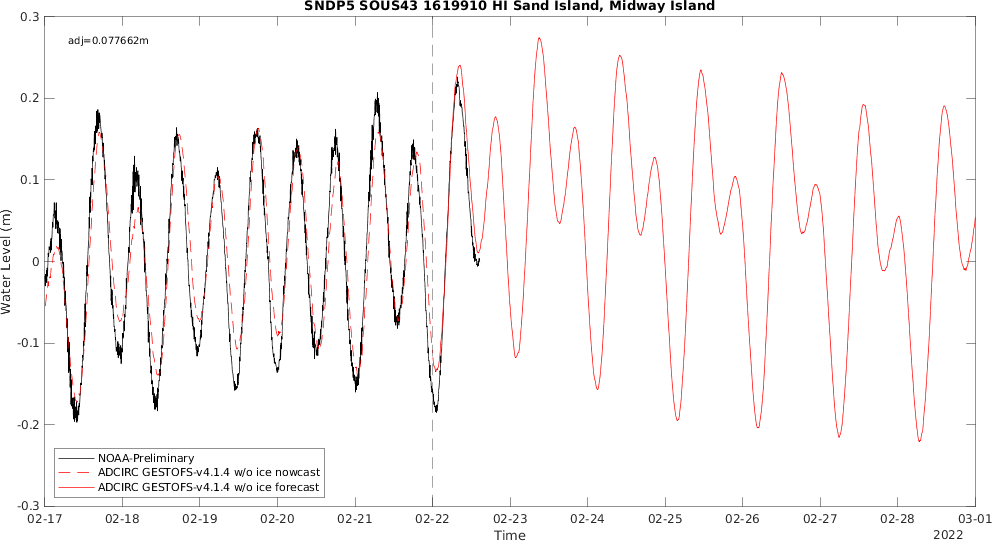 SNDP5 SOUS43 1619910 HI Sand Island, Midway Island
adj=0.077662m
Water Level (m)
0.3
0.2
0.1
0
-0.1
-0.2
-0.3
NOAA-Preliminary
ADCIRC GESTOFS-v4.1.4 w/o ice nowcast
ADCIRC GESTOFS-v4.1.4 w/o ice forecast
02-17 02-18 02-19 02-20 02-21 02-22 02-23 02-24 02-25 02-26 02-27 02-28 03-01
Time
2022